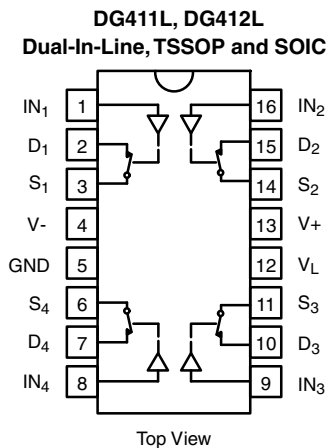 DG411L, DG412L
Dual-In-Line, TSSOP and SOIC
IN1 1 16 IN2
D1 2 15 D2
S1 3 14 S2
V- 4 13 V+
GND 5 12 VL
S4 6 11 S3
D4 7 10 D3
IN4 8 9 IN3
Top View